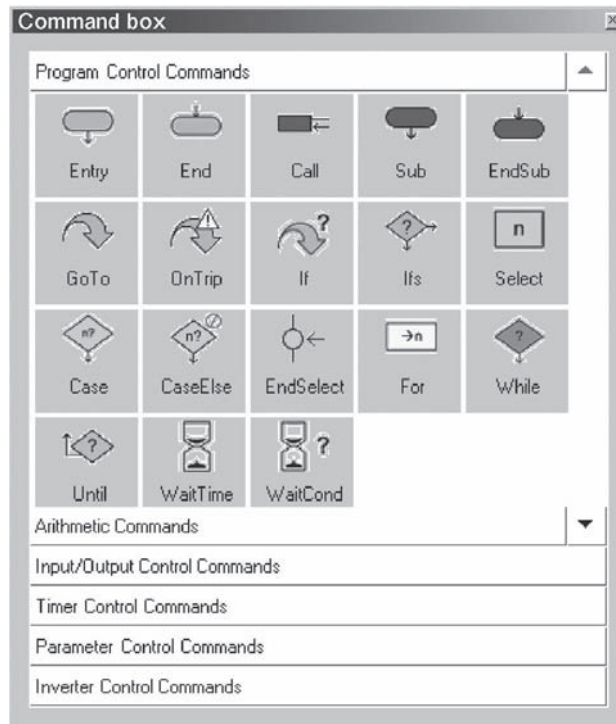 Command box
Program Control Commands
Entry End Call Sub EndSub
?
?
n
GoTo OnTrip If Ifs Select
n?
n?
→n
?
Case CaseElse EndSelect For While
?
?
Until WaitTime WaitCond
Arithmetic Commands
Input/Output Control Commands
Timer Control Commands
Parameter Control Commands
Inverter Control Commands